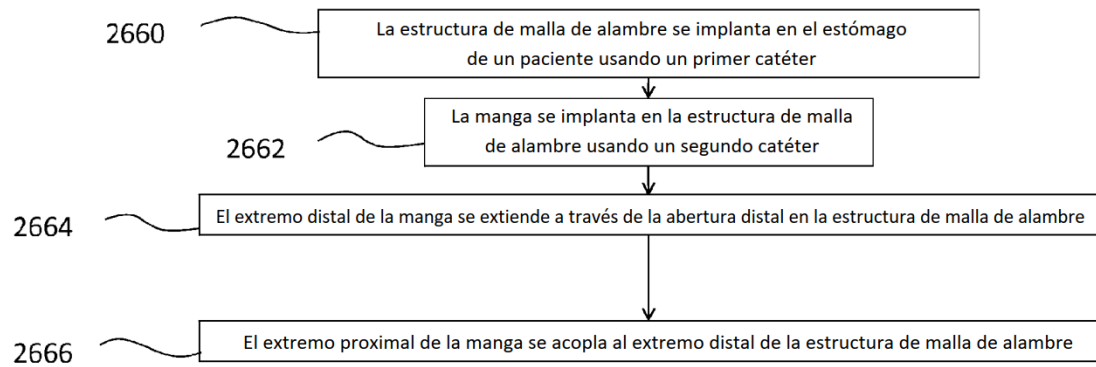 2660
La estructura de malla de alambre se implanta en el estómago
de un paciente usando un primer catéter
2662
La manga se implanta en la estructura de malla
de alambre usando un segundo catéter
2664
El extremo distal de la manga se extiende a través de la abertura distal en la estructura de malla de alambre
2666
El extremo proximal de la manga se acopla al extremo distal de la estructura de malla de alambre